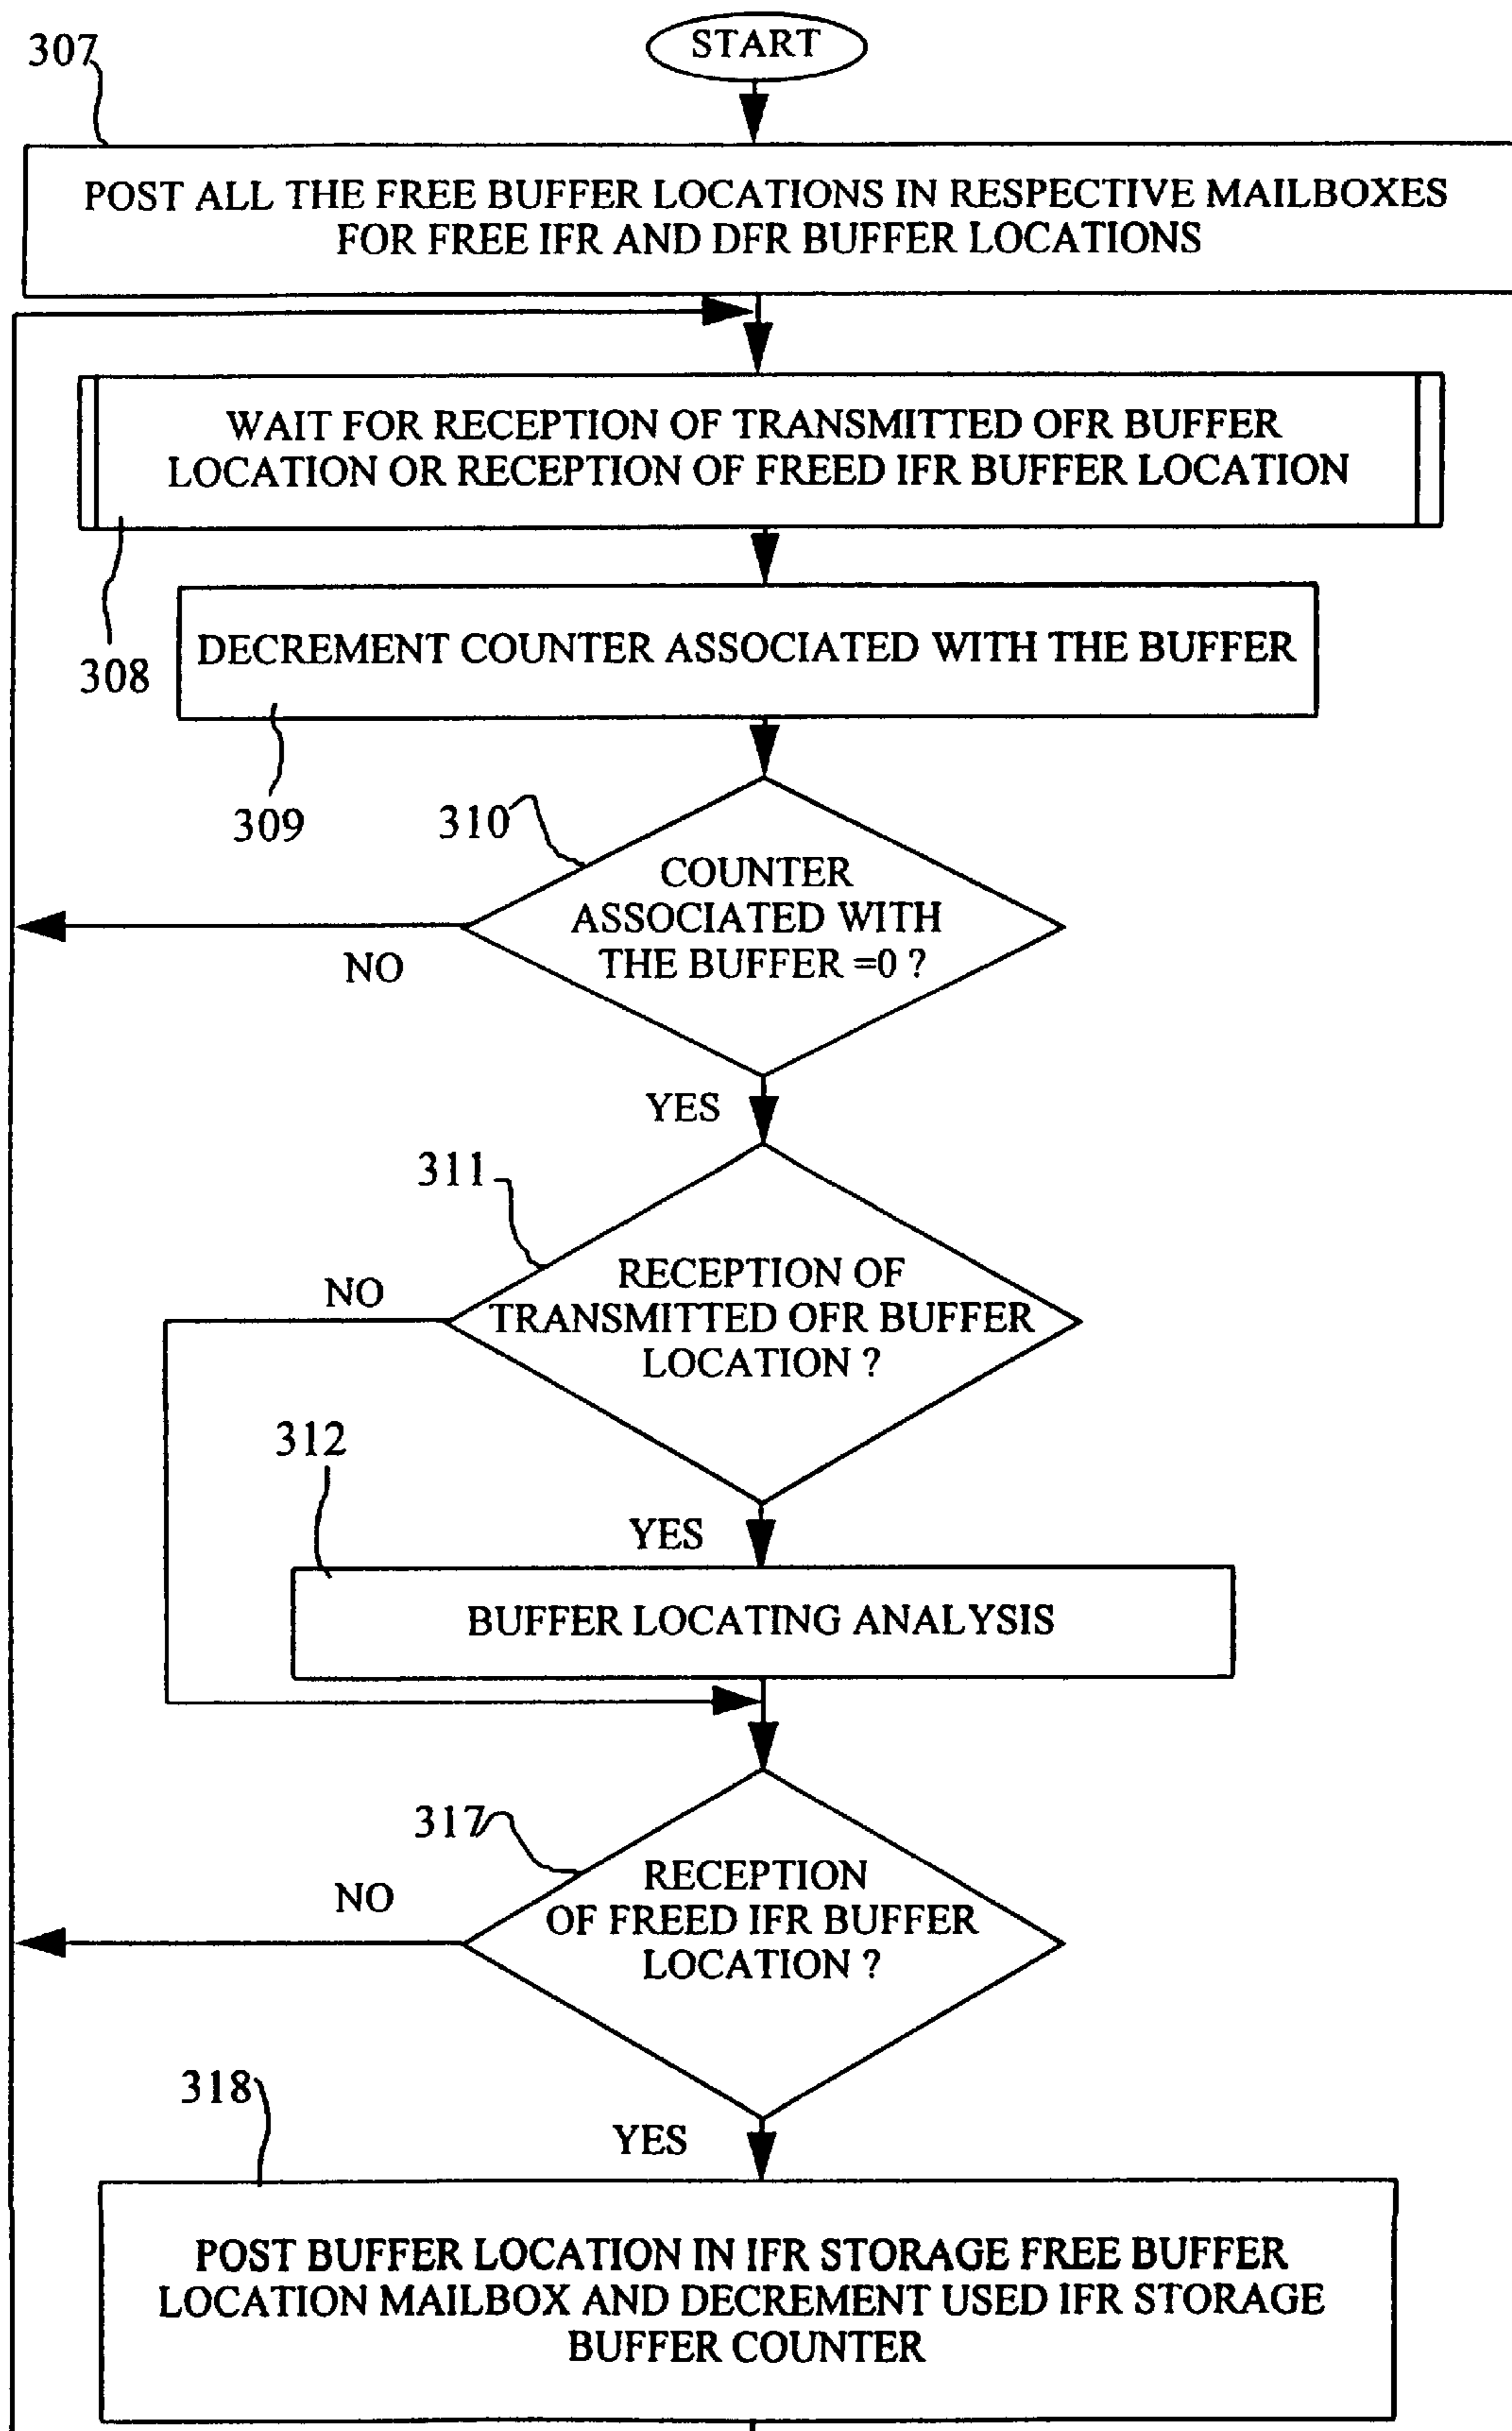 START
307
POST ALL THE FREE BUFFER LOCATIONS IN RESPECTIVE MAILBOXES
FOR FREE IFR AND DFR BUFFER LOCATIONS
WAIT FOR RECEPTION OF TRANSMITTED OFR BUFFER
LOCATION OR RECEPTION OF FREED IFR BUFFER LOCATION
308
DECREMENT COUNTER ASSOCIATED WITH THE BUFFER
309
310
COUNTER
ASSOCIATED WITH
THE BUFFER =0 ?
NO
YES
311
RECEPTION OF
TRANSMITTED OFR BUFFER
LOCATION ?
NO
312
YES
BUFFER LOCATING ANALYSIS
317
RECEPTION
OF FREED IFR BUFFER
LOCATION ?
NO
318
YES
POST BUFFER LOCATION IN IFR STORAGE FREE BUFFER
LOCATION MAILBOX AND DECREMENT USED IFR STORAGE
BUFFER COUNTER